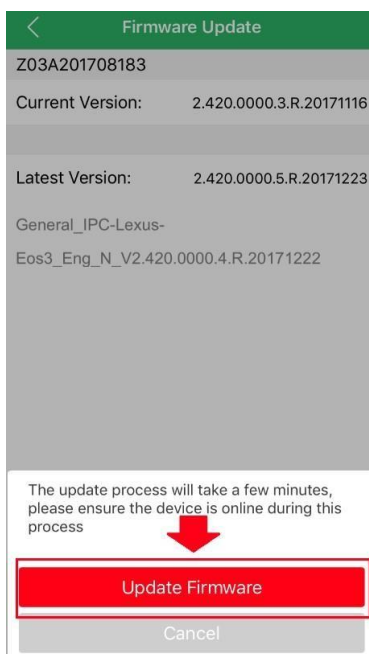 Firmware Update
Z03A201708183
Current Version: 2.420.0000.3.R.20171116
Latest Version: 2.420.0000.5.R.20171223
General_IPC-Lexus-
Eos3_Eng_N_V2.420.0000.4.R.20171222
The update process will take a few minutes,
please ensure the device is online during this
process
Update Firmware
Cancel